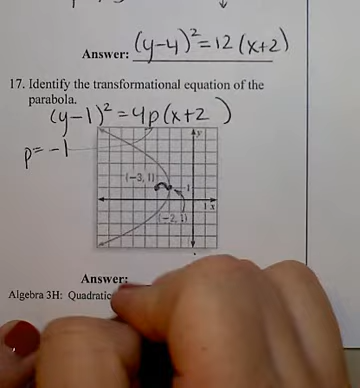 Answer: (y-4)²=12(x+2)
17. Identify the transformational equation of the
parabola.
(y-1)²=4p(x+2)
p=-1
y
(-3, 1)
1
1 x
(-2, 1)
Answer:
Algebra 3H: Quadratic